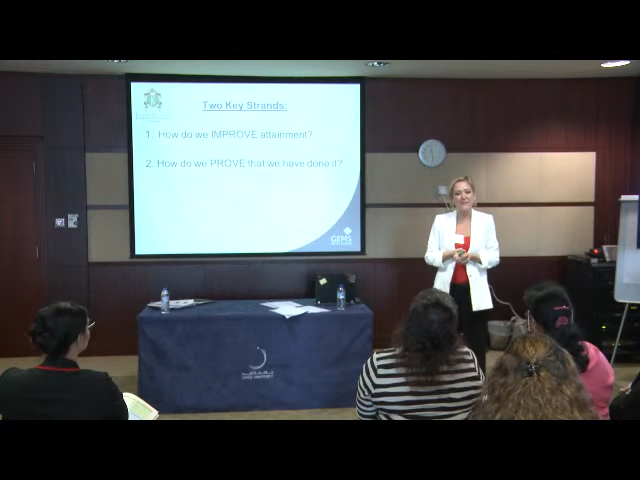 Two Key Strands:
1. How do we IMPROVE attainment?
2. How do we PROVE that we have done it?
GEMS